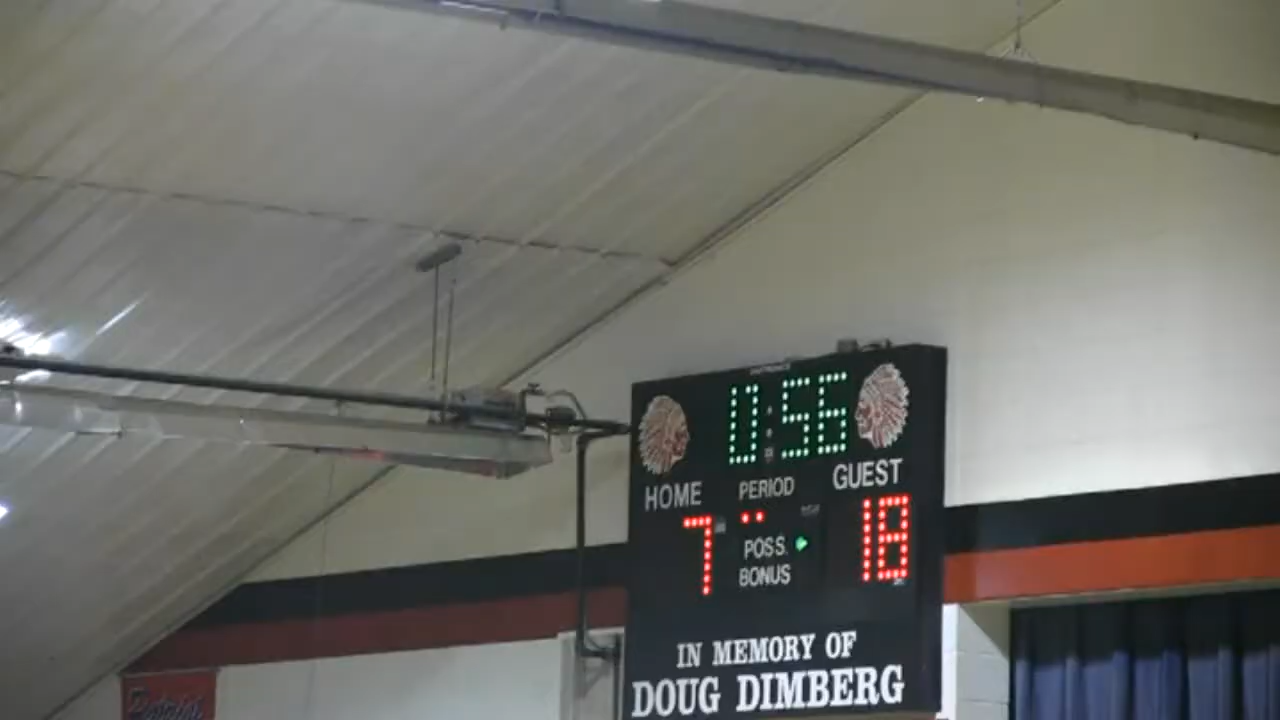 0:56
HOME PERIOD GUEST
7 18
POSS.
BONUS
IN MEMORY OF
DOUG DIMBERG